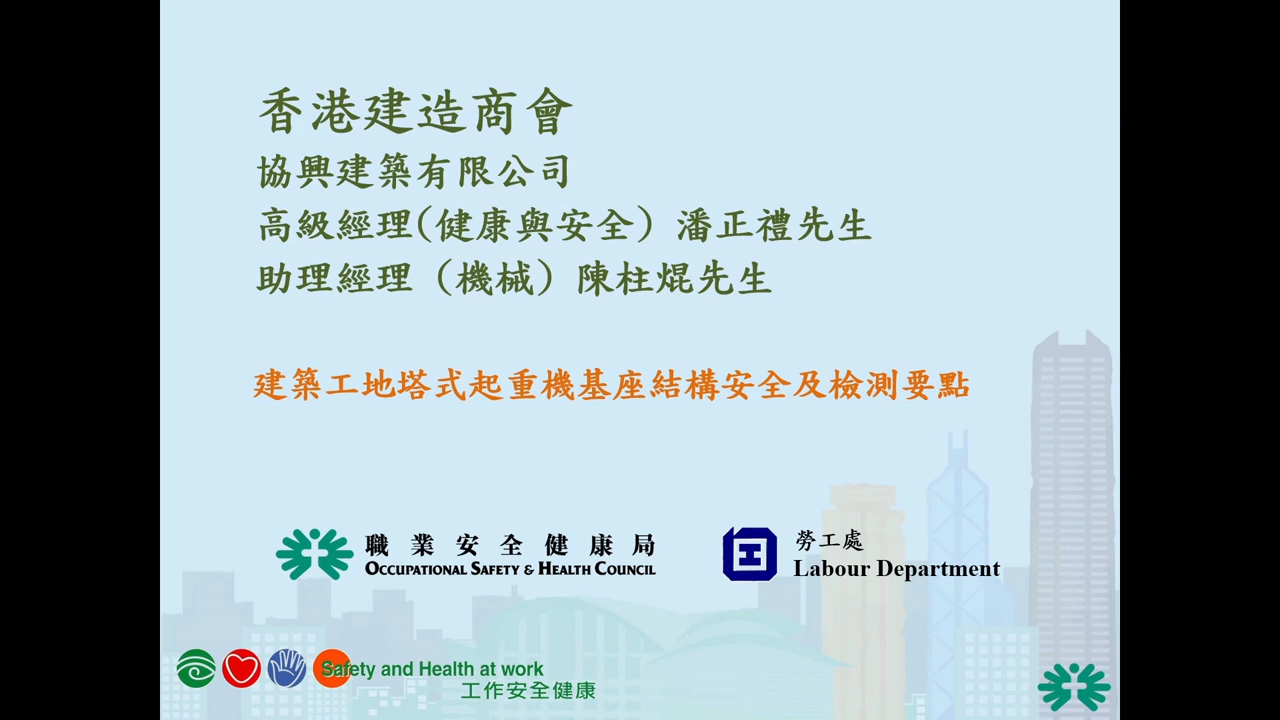 香港建造商會
協興建築有限公司
高級經理(健康與安全) 潘正禮先生
助理經理 (機械) 陳柱焜先生
建築工地塔式起重機基座結構安全及檢測要點
職業安全健康局
OCCUPATIONAL SAFETY & HEALTH COUNCIL
勞工處
Labour Department
Safety and Health at work
工作安全健康